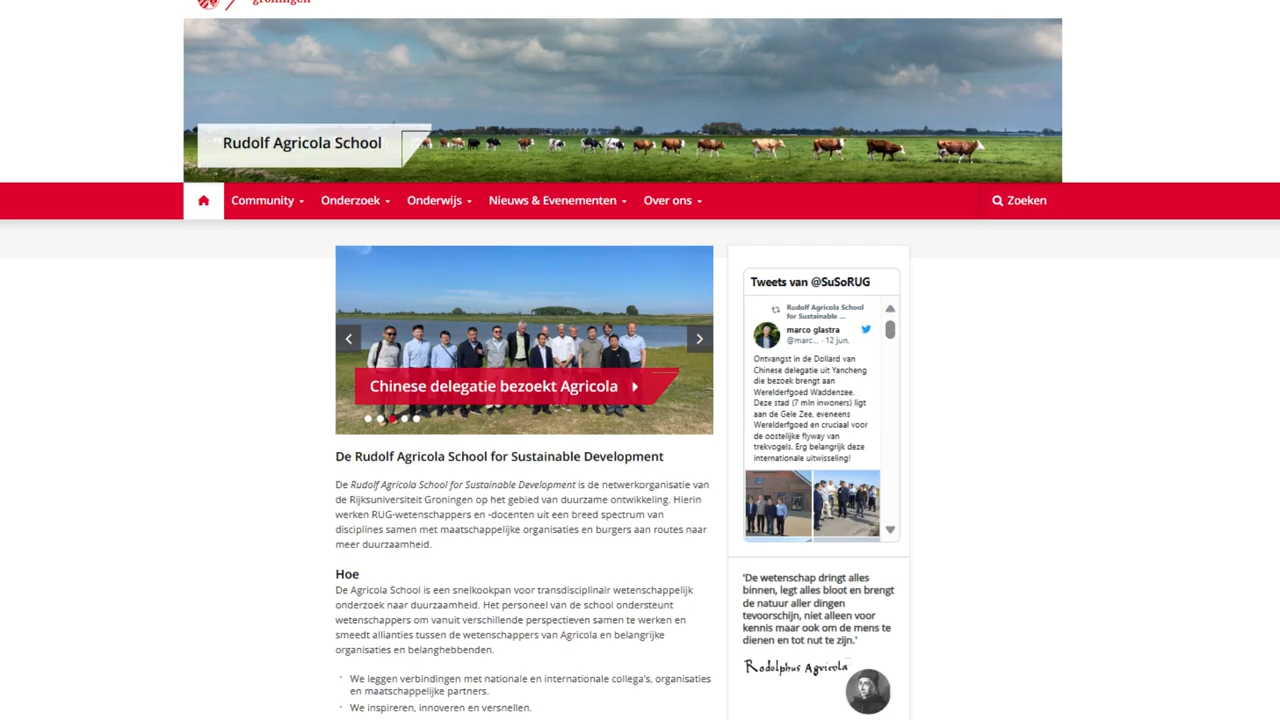 groningen
Rudolf Agricola School
Community
Onderzoek
Onderwijs
Nieuws & Evenementen
Over ons
Zoeken
Chinese delegatie bezoekt Agricola
De Rudolf Agricola School for Sustainable Development
De Rudolf Agricola School for Sustainable Development is de netwerkorganisatie van
de Rijksuniversiteit Groningen op het gebied van duurzame ontwikkeling. Hierin
werken RUG-wetenschappers en -docenten uit een breed spectrum van
disciplines samen met maatschappelijke organisaties en burgers aan routes naar
meer duurzaamheid.
Hoe
De Agricola School is een snelkookpan voor transdisciplinair wetenschappelijk
onderzoek naar duurzaamheid. Het personeel van de school ondersteunt
wetenschappers om vanuit verschillende perspectieven samen te werken en
smeedt allianties tussen de wetenschappers van Agricola en belangrijke
organisaties en belanghebbenden.
· We leggen verbindingen met nationale en internationale collega's, organisaties
en maatschappelijke partners.
· We inspireren, innoveren en versnellen.
Tweets van @SuSoRUG
Rudolf Agricola School
for Sustainable ...
marco glastra
@marc... · 12 jun.
Ontvangst in de Dollard van
Chinese delegatie uit Yancheng
die bezoek brengt aan
Werelderfgoed Waddenzee.
Deze stad (7 mln inwoners) ligt
aan de Gele Zee, eveneens
Werelderfgoed en cruciaal voor
de oostelijke flyway van
trekvogels. Erg belangrijk deze
internationale uitwisseling!
'De wetenschap dringt alles
binnen, legt alles bloot en brengt
de natuur aller dingen
tevoorschijn, niet alleen voor
kennis maar ook om de mens te
dienen en tot nut te zijn.'
Rodolphus Agricola